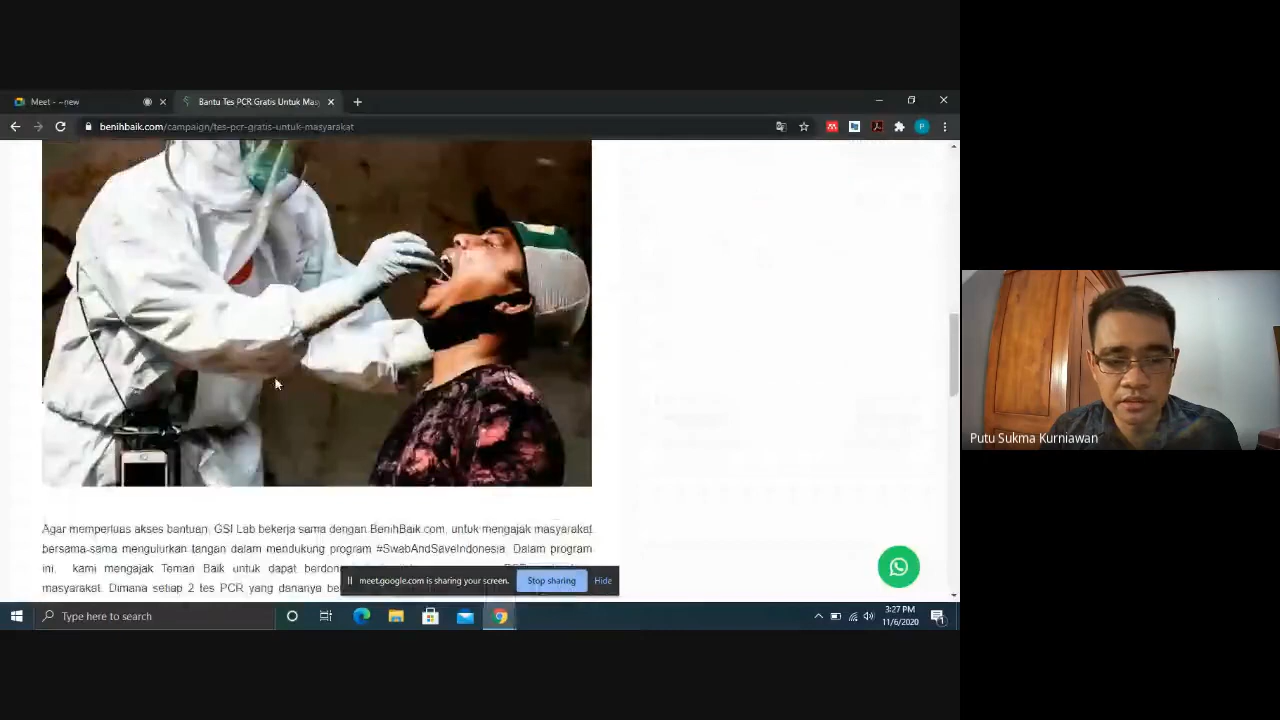 Meet - --new
Bantu Tes PCR Gratis Untuk Mas
benihbaik.com/campaign/tes-pcr-gratis-untuk-masyarakat
Agar memperluas akses bantuan, GSI Lab bekerja sama dengan BenihBaik.com, untuk mengajak masyarakat
bersama-sama mengulurkan tangan dalam mendukung program #SwabAndSaveIndonesia. Dalam program
ini, kami mengajak Teman Baik untuk dapat berdon
masyarakat. Dimana setiap 2 tes PCR yang dananya be
meet.google.com is sharing your screen.
Stop sharing
Hide
Putu Sukma Kurniawan
Type here to search
3:27 PM
11/6/2020